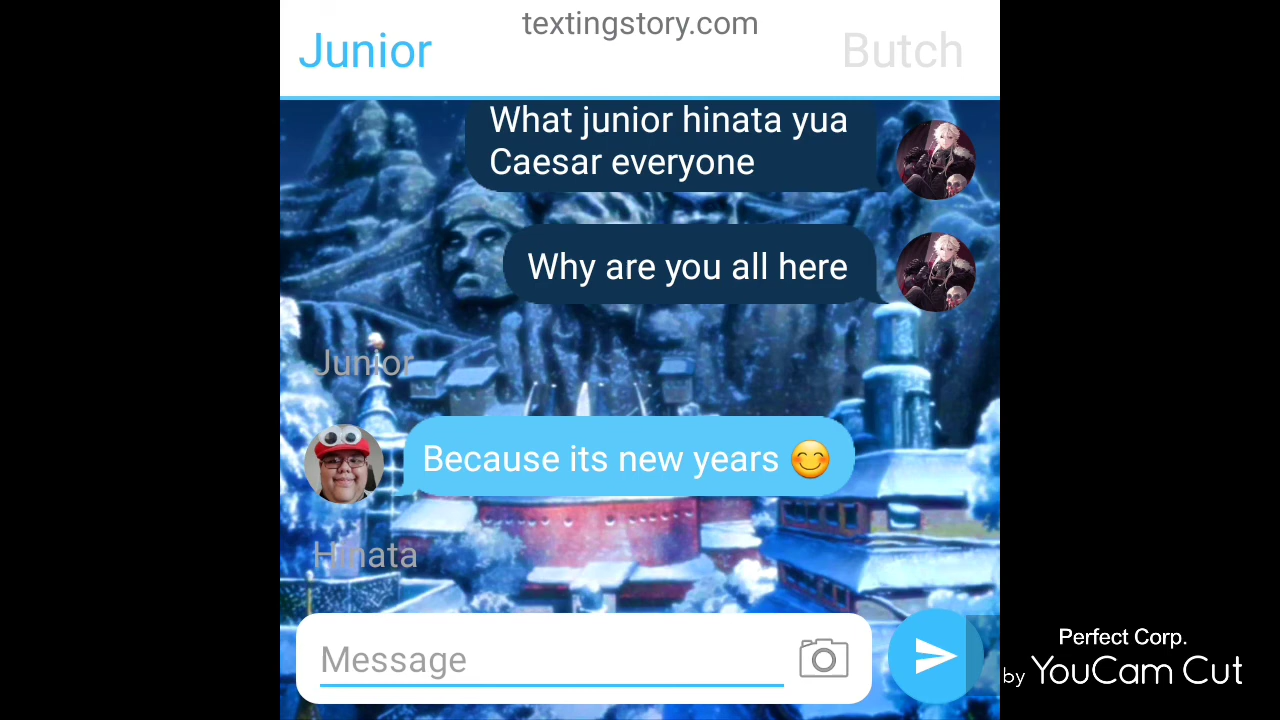 textingstory.com
Junior
Butch
What junior hinata yua
Caesar everyone
Why are you all here
Junior
Because its new years 😊
Hinata
Message
Perfect Corp.
by YouCam Cut